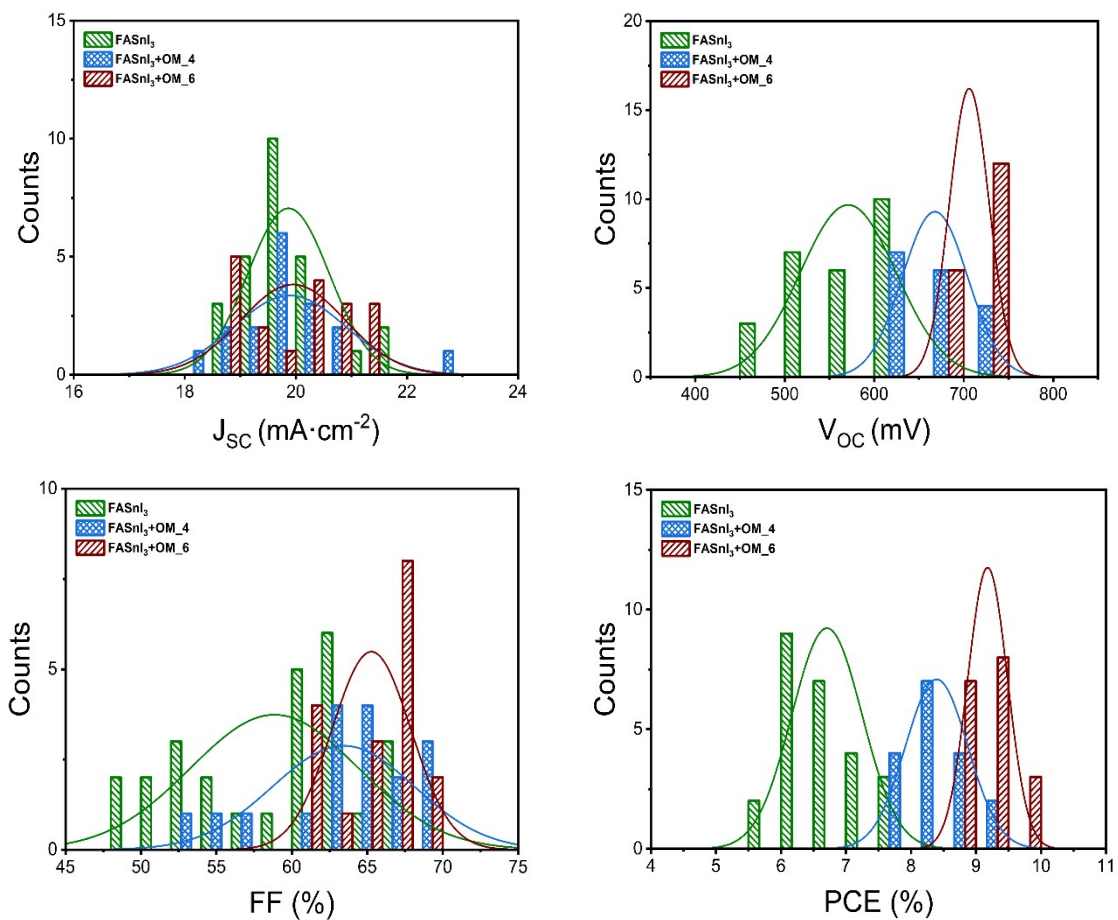 15
10
5
0
Counts
FASnI₃
FASnI₃+OM_4
FASnI₃+OM_6
16 18 20 22 24
J_SC (mA·cm⁻²)
20
15
10
5
0
Counts
FASnI₃
FASnI₃+OM_4
FASnI₃+OM_6
400 500 600 700 800
V_OC (mV)
10
5
0
Counts
FASnI₃
FASnI₃+OM_4
FASnI₃+OM_6
45 50 55 60 65 70 75
FF (%)
15
10
5
0
Counts
FASnI₃
FASnI₃+OM_4
FASnI₃+OM_6
4 5 6 7 8 9 10 11
PCE (%)